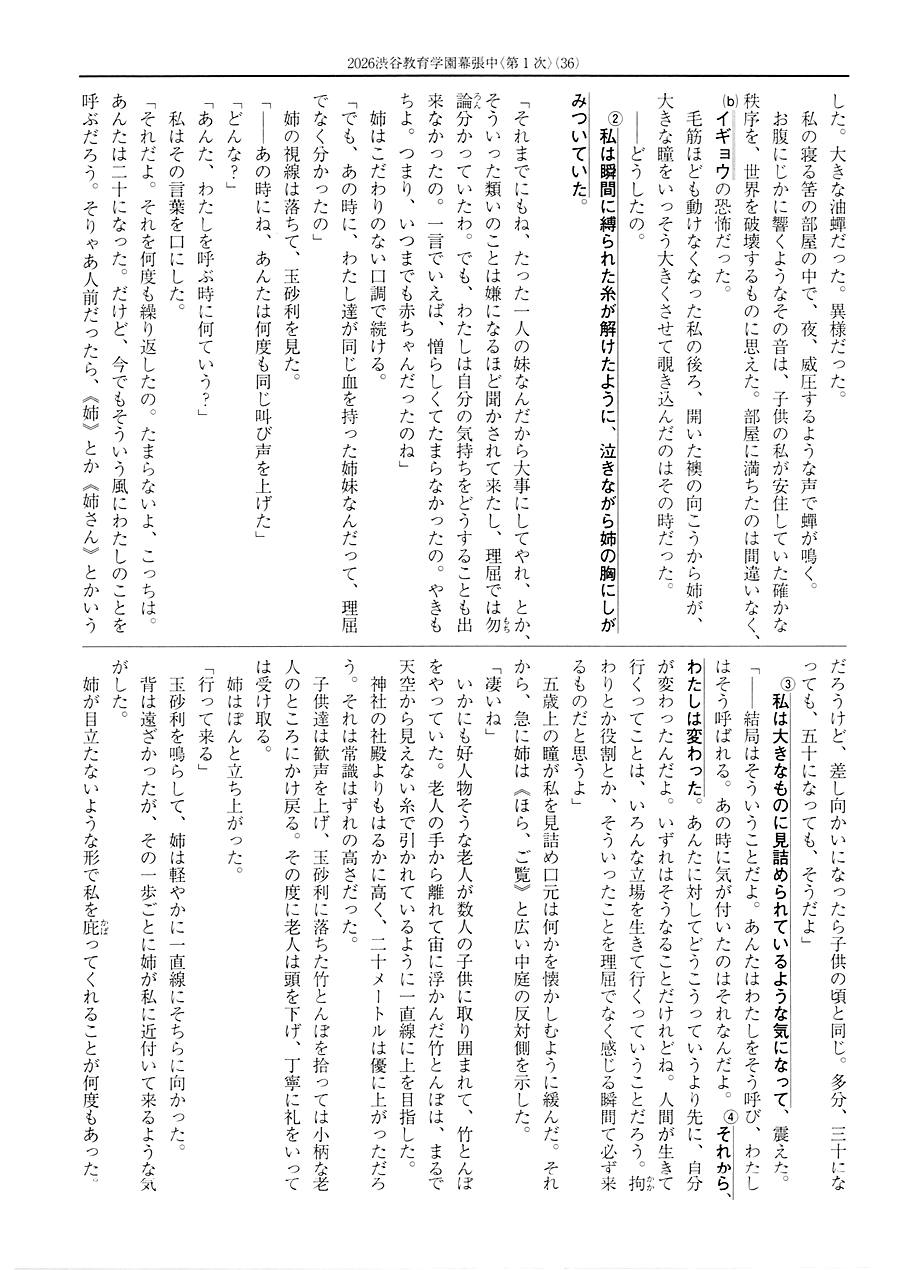 2026渋谷教育学園幕張中〈第１次〉(36)
した。大きな油蟬だった。異様だった。
私の寝る筈の部屋の中で、夜、威圧するような声で蟬が鳴く。
お腹にじかに響くようなその音は、子供の私が安住していた確かな
秩序を、世界を破壊するものに思えた。部屋に満ちたのは間違いなく、
(b)イギョウの恐怖だった。
毛筋ほども動けなくなった私の後ろ、開いた襖の向こうから姉が、
大きな瞳をいっそう大きくさせて覗き込んだのはその時だった。
――どうしたの。
②私は瞬間に縛られた糸が解けたように、泣きながら姉の胸にしが
みついていた。
「それまでにもね、たった一人の妹なんだから大事にしてやれ、とか、
そういった類いのことは嫌になるほど聞かされて来たし、理屈では勿もち
論ろん分かっていたわ。でも、わたしは自分の気持ちをどうすることも出
来なかったの。一言でいえば、憎らしくてたまらなかったの。やきも
ちよ。つまり、いつまでも赤ちゃんだったのね」
姉はこだわりのない口調で続ける。
「でも、あの時に、わたし達が同じ血を持った姉妹なんだって、理屈
でなく分かったの」
姉の視線は落ちて、玉砂利を見た。
「――あの時にね、あんたは何度も同じ叫び声を上げた」
「どんな？」
「あんた、わたしを呼ぶ時に何ていう？」
私はその言葉を口にした。
「それだよ。それを何度も繰り返したの。たまらないよ、こっちは。
あんたは二十になった。だけど、今でもそういう風にわたしのことを
呼ぶだろう。そりゃあ人前だったら、《姉》とか《姉さん》とかいう
だろうけど、差し向かいになったら子供の頃と同じ。多分、三十にな
っても、五十になっても、そうだよ」
③私は大きなものに見詰められているような気になって、震えた。
「――結局はそういうことだよ。あんたはわたしをそう呼び、わたし
はそう呼ばれる。あの時に気が付いたのはそれなんだよ。④それから、
わたしは変わった。あんたに対してどうこうっていうより先に、自分
が変わったんだよ。いずれはそうなることだけれどね。人間が生きて
行くってことは、いろんな立場を生きて行くっていうことだろう。拘かか
わりとか役割とか、そういったことを理屈でなく感じる瞬間て必ず来
るものだと思うよ」
五歳上の瞳が私を見詰め口元は何かを懐かしむように緩んだ。それ
から、急に姉は《ほら、ご覧》と広い中庭の反対側を示した。
「凄いね」
いかにも好人物そうな老人が数人の子供に取り囲まれて、竹とんぼ
をやっていた。老人の手から離れて宙に浮かんだ竹とんぼは、まるで
天空から見えない糸で引かれているように一直線に上を目指した。
神社の社殿よりもはるかに高く、二十メートルは優に上がっただろ
う。それは常識はずれの高さだった。
子供達は歓声を上げ、玉砂利に落ちた竹とんぼを拾っては小柄な老
人のところにかけ戻る。その度に老人は頭を下げ、丁寧に礼をいって
は受け取る。
姉はぽんと立ち上がった。
「行って来る」
玉砂利を鳴らして、姉は軽やかに一直線にそちらに向かった。
背は遠ざかったが、その一歩ごとに姉が私に近付いて来るような気
がした。
姉が目立たないような形で私を庇かばってくれることが何度もあった。